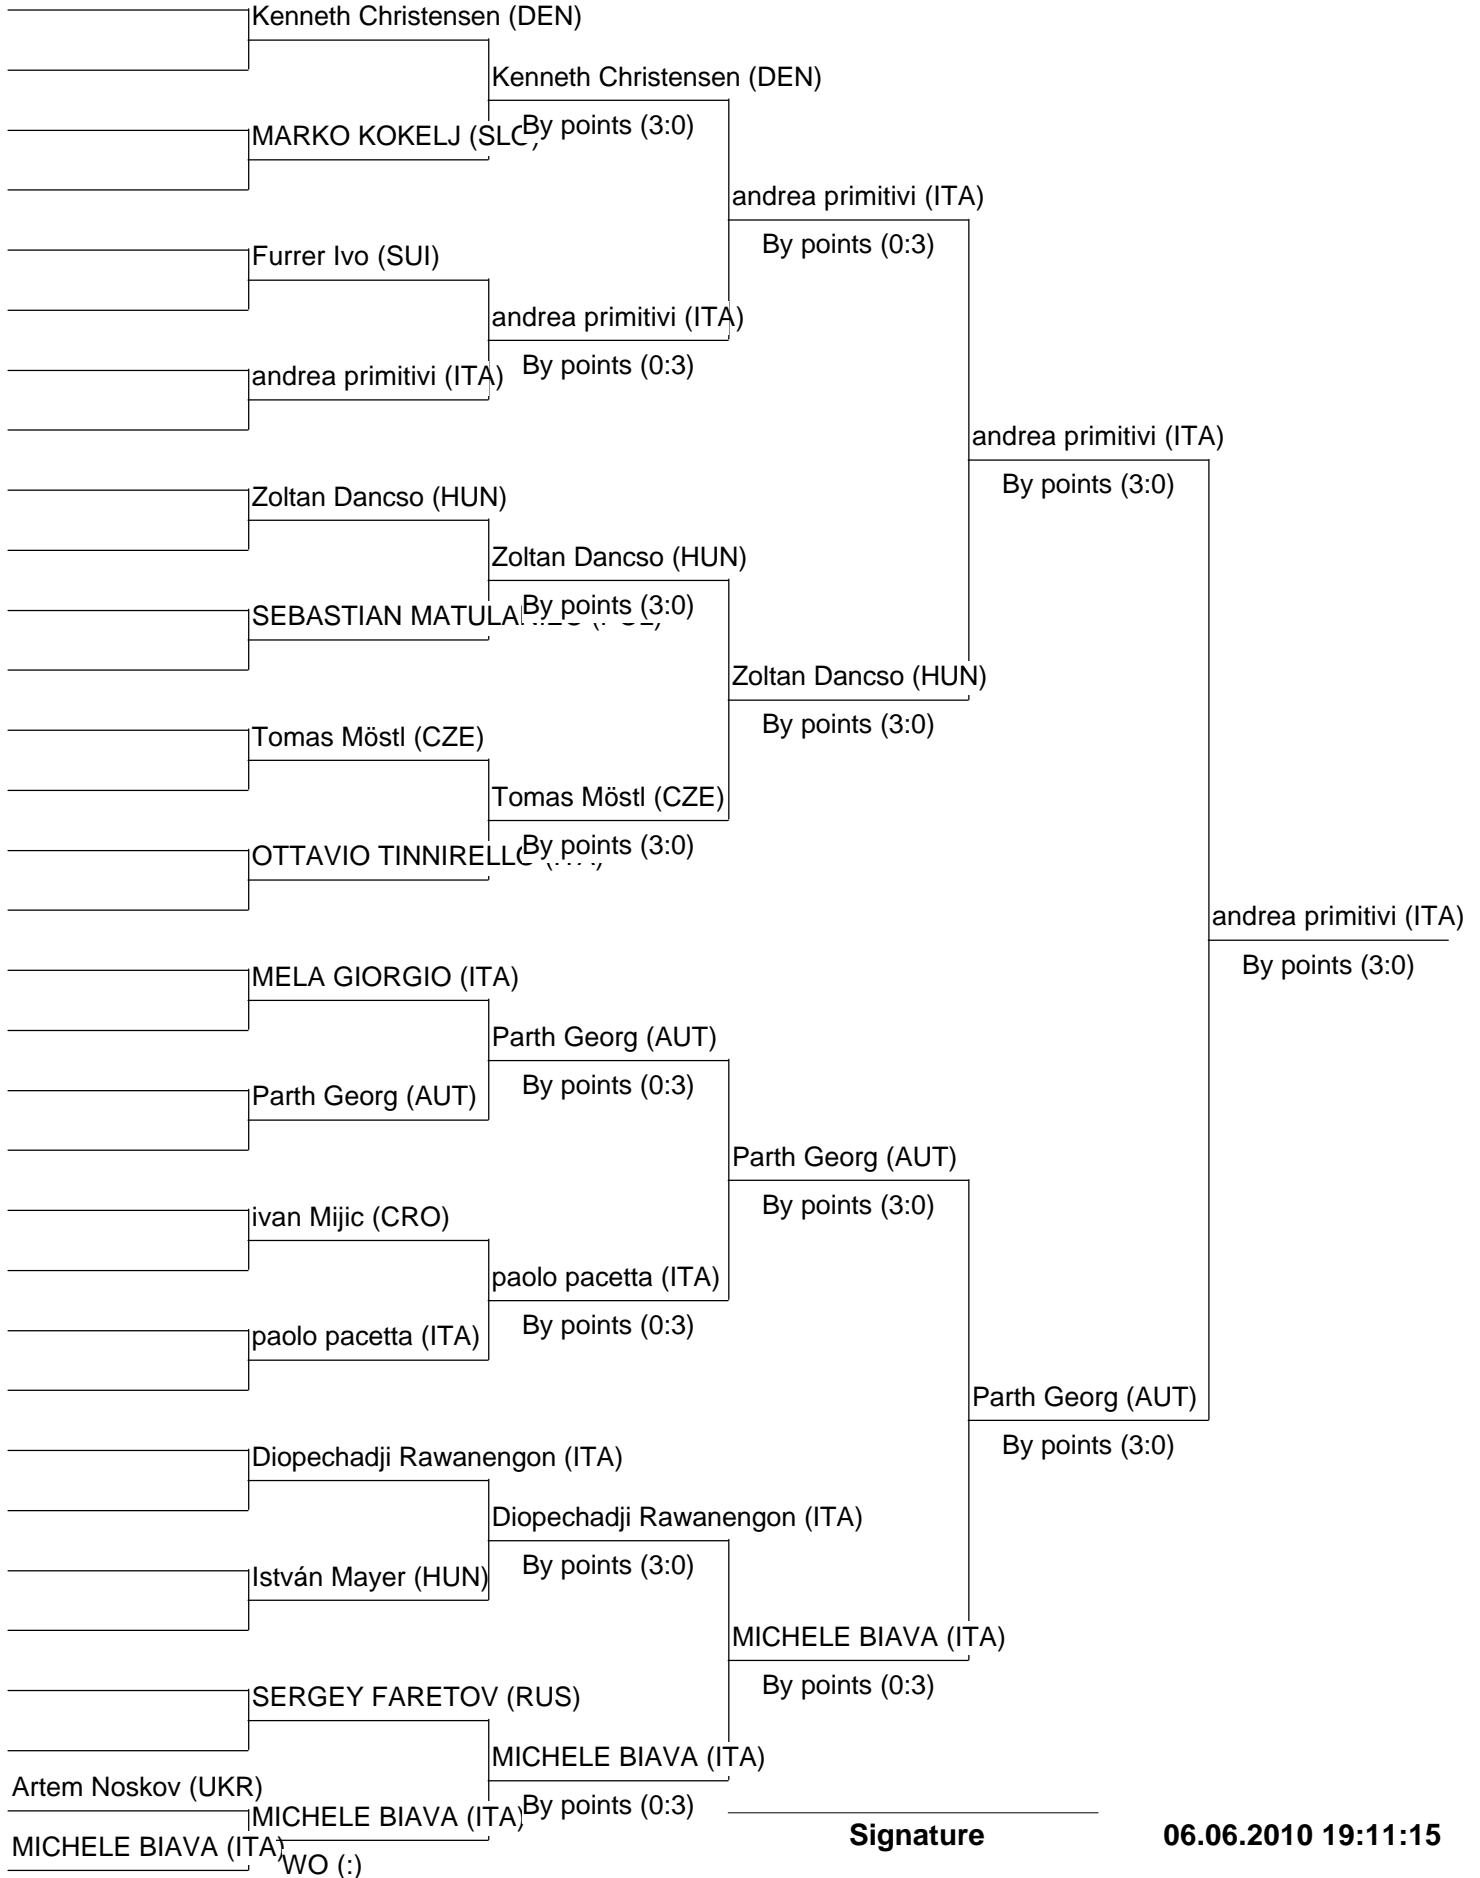 Kenneth Christensen (DEN)
Kenneth Christensen (DEN)
By points (3:0)
MARKO KOKELJ
andrea primitivi (ITA)
By points (0:3)
Furrer Ivo (SUI)
andrea primitivi (ITA)
By points (0:3)
andrea primitivi (ITA)
andrea primitivi (ITA)
By points (3:0)
Zoltan Dancso (HUN)
Zoltan Dancso (HUN)
By points (3:0)
SEBASTIAN
Zoltan Dancso (HUN)
By points (3:0)
Tomas Möstl (CZE)
Tomas Möstl (CZE)
By points (3:0)
OTTAVIO
andrea primitivi (ITA)
By points (3:0)
MELA GIORGIO (ITA)
Parth Georg (AUT)
By points (0:3)
Parth Georg (AUT)
Parth Georg (AUT)
By points (3:0)
ivan Mijic (CRO)
paolo pacetta (ITA)
By points (0:3)
paolo pacetta (ITA)
Parth Georg (AUT)
By points (3:0)
Diopechadji Rawanengon (ITA)
Diopechadji Rawanengon (ITA)
By points (3:0)
István Mayer (HUN)
MICHELE BIAVA (ITA)
By points (0:3)
SERGEY FARETOV (RUS)
MICHELE BIAVA (ITA)
By points (0:3)
Artem Noskov (UKR)
MICHELE BIAVA (ITA)
MICHELE BIAVA (ITA)
WO (:)
Signature
06.06.2010 19:11:15